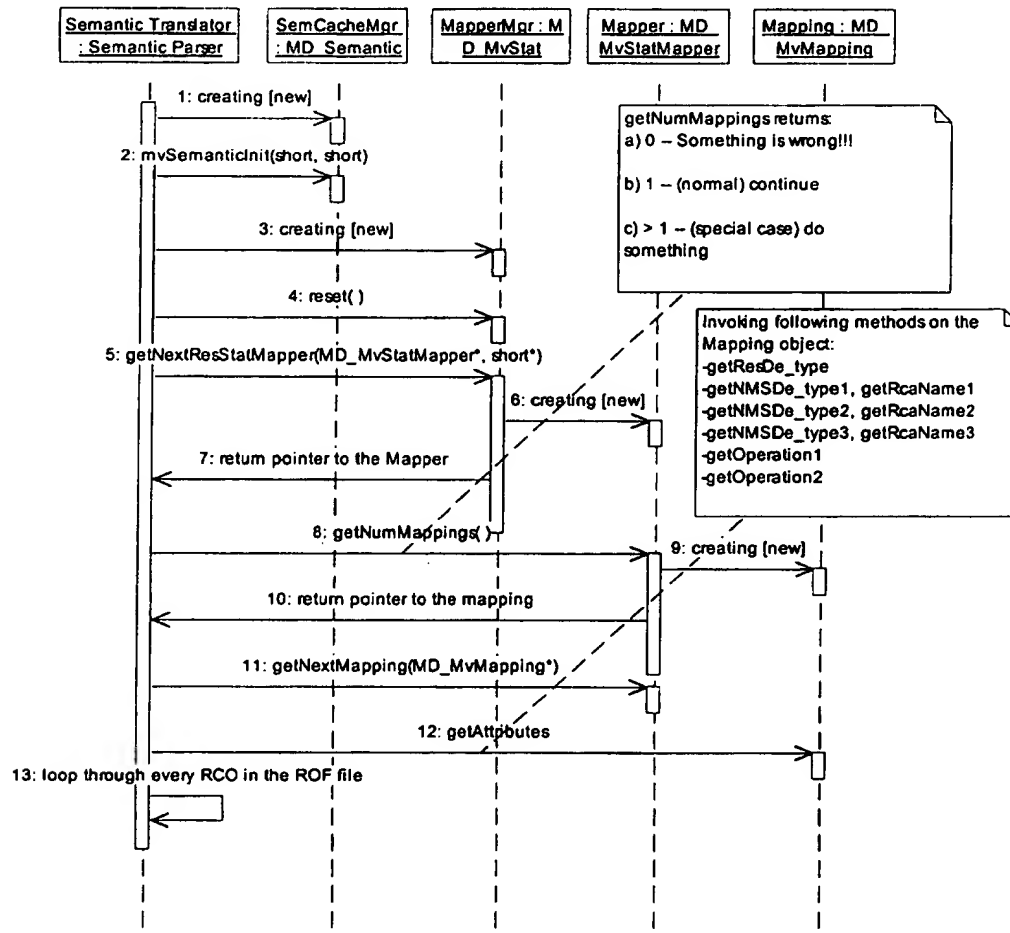 Semantic Translator
: Semantic Parser
SemCacheMgr
: MD_Semantic
MapperMgr : M
D_MvStat
Mapper : MD_
MvStatMapper
Mapping : MD_
MvMapping
1: creating [new]
2: mvSemanticInit(short, short)
3: creating [new]
4: reset( )
5: getNextResStatMapper(MD_MvStatMapper*, short*)
6: creating [new]
7: return pointer to the Mapper
8: getNumMappings( )
9: creating [new]
10: return pointer to the mapping
11: getNextMapping(MD_MvMapping*)
12: getAttributes
13: loop through every RCO in the ROF file
getNumMappings returns:
a) 0 – Something is wrong!!!
b) 1 – (normal) continue
c) > 1 – (special case) do
something
Invoking following methods on the
Mapping object:
-getResDe_type
-getNMSDe_type1, getRcaName1
-getNMSDe_type2, getRcaName2
-getNMSDe_type3, getRcaName3
-getOperation1
-getOperation2